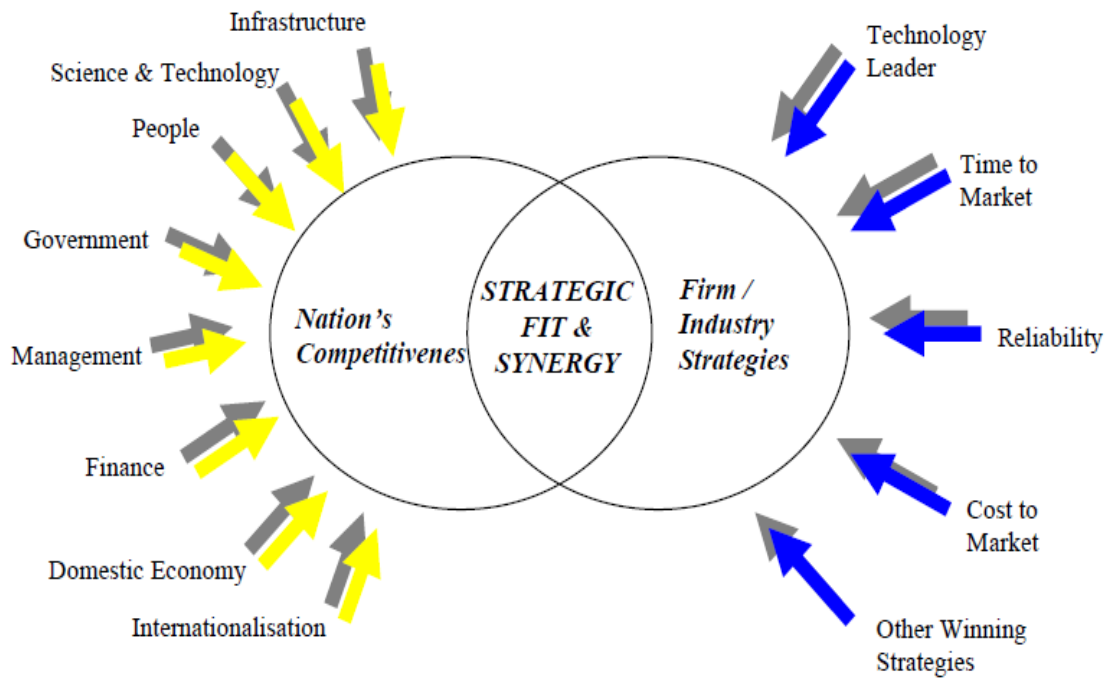 Infrastructure
Science & Technology
People
Government
Management
Finance
Domestic Economy
Internationalisation
Nation's
Competitivenes
STRATEGIC
FIT &
SYNERGY
Firm /
Industry
Strategies
Technology
Leader
Time to
Market
Reliability
Cost to
Market
Other Winning
Strategies